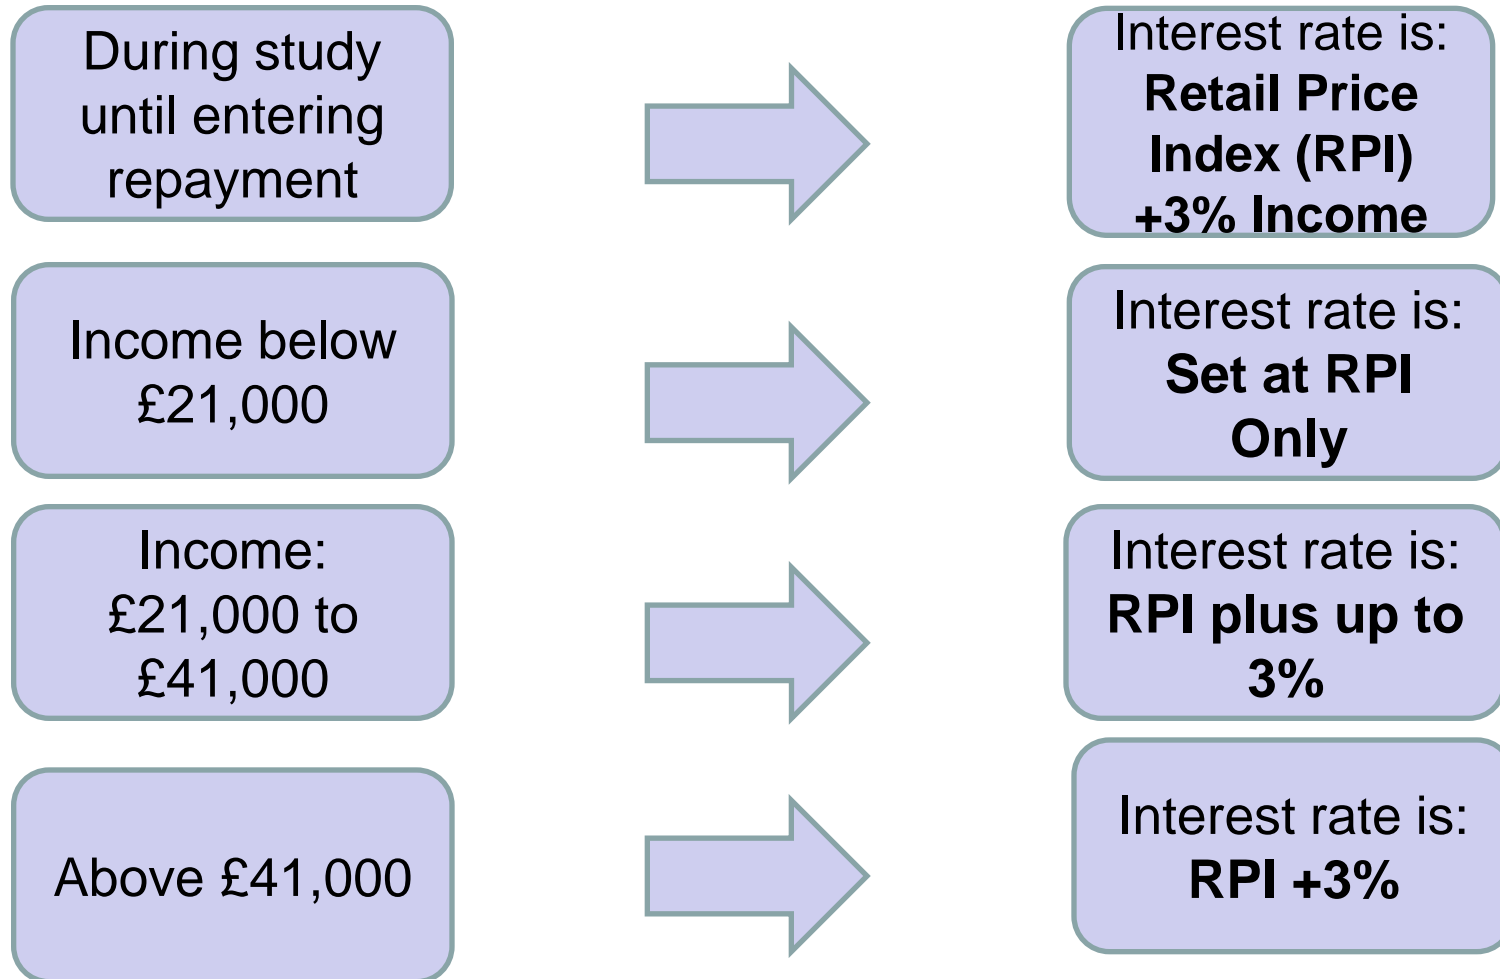 During study
until entering
repayment
Interest rate is:
Retail Price
Index (RPI)
+3% Income
Income below
£21,000
Interest rate is:
Set at RPI
Only
Income:
£21,000 to
£41,000
Interest rate is:
RPI plus up to
3%
Above £41,000
Interest rate is:
RPI +3%